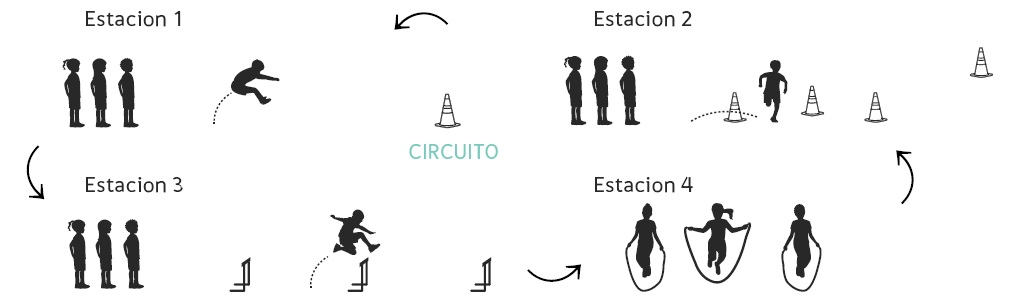 Estacion 1
Estacion 2
CIRCUITO
Estacion 3
Estacion 4